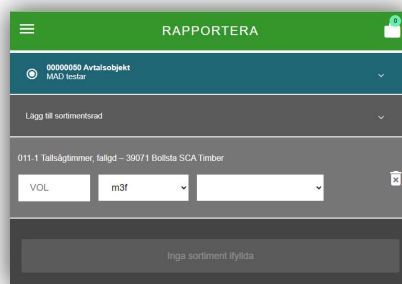 RAPPORTERA
0
00000050 Avtalsobjekt
MAD testar
Lägg till sortimentsrad
011-1 Tallsågtimmer, fallgd – 39071 Bollsta SCA Timber
VOL
m3f
Inga sortiment ifyllda